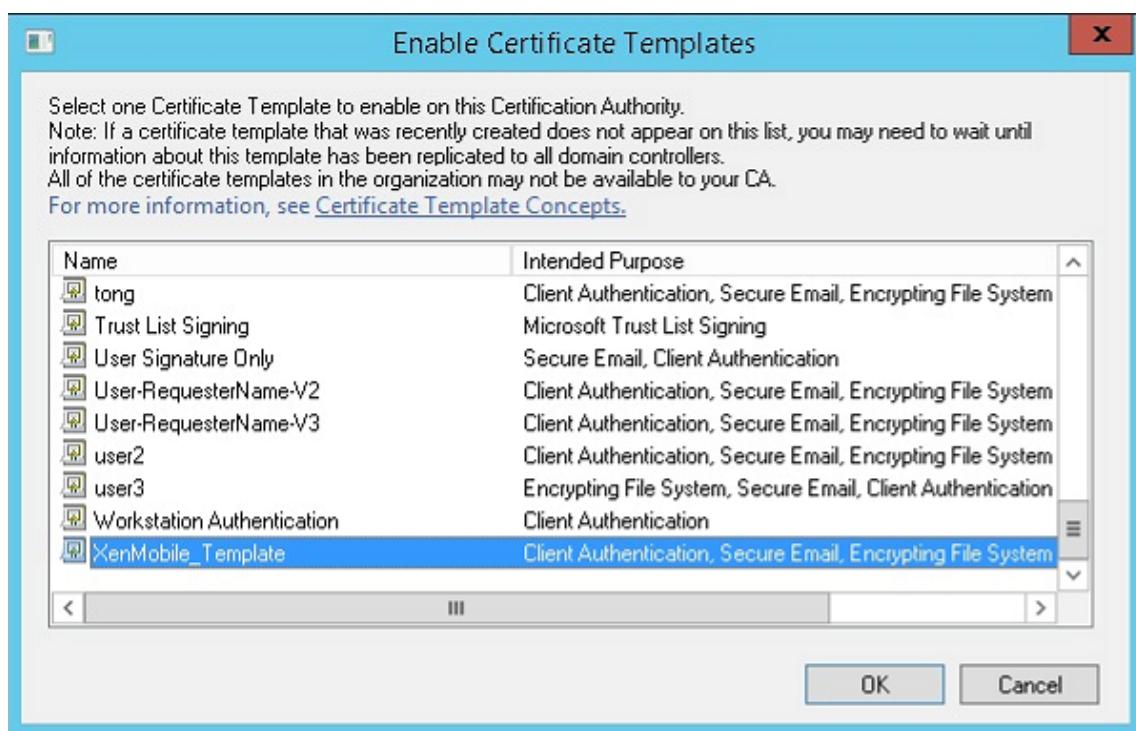 Enable Certificate Templates
x
Select one Certificate Template to enable on this Certification Authority.
Note: If a certificate template that was recently created does not appear on this list, you may need to wait until
information about this template has been replicated to all domain controllers.
All of the certificate templates in the organization may not be available to your CA.
For more information, see Certificate Template Concepts.
Name Intended Purpose
tong Client Authentication, Secure Email, Encrypting File System
Trust List Signing Microsoft Trust List Signing
User Signature Only Secure Email, Client Authentication
User-RequesterName-V2 Client Authentication, Secure Email, Encrypting File System
User-RequesterName-V3 Client Authentication, Secure Email, Encrypting File System
user2 Client Authentication, Secure Email, Encrypting File System
user3 Encrypting File System, Secure Email, Client Authentication
Workstation Authentication Client Authentication
XenMobile_Template Client Authentication, Secure Email, Encrypting File System
OK Cancel